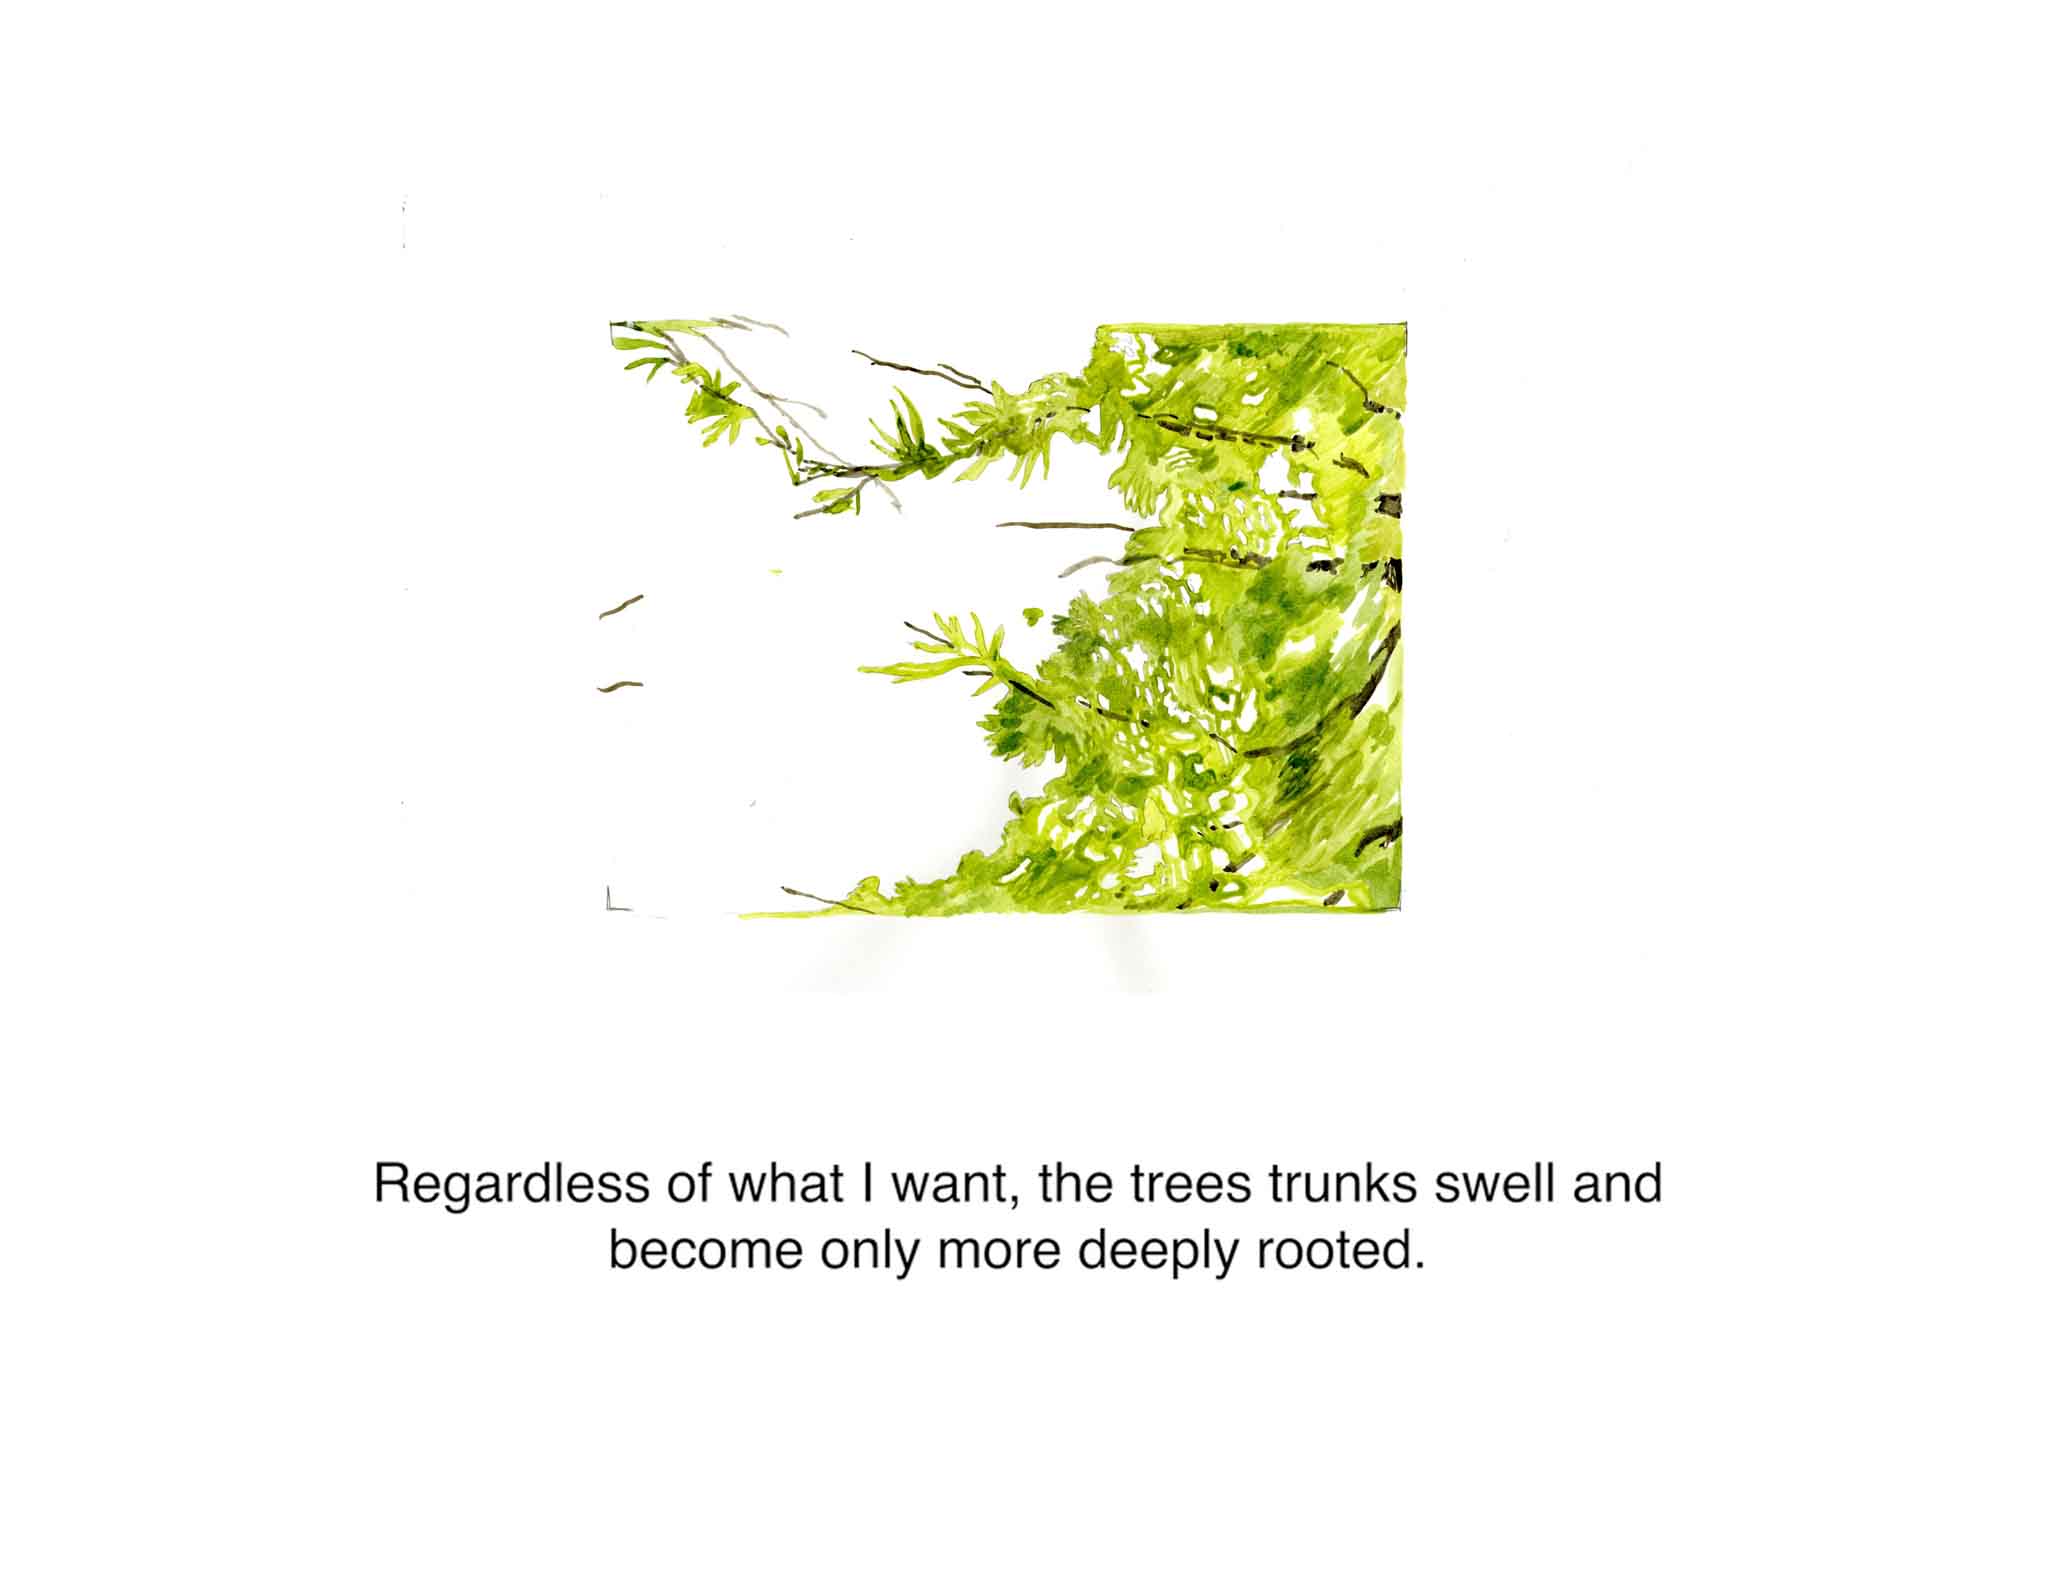 Regardless of what I want, the trees trunks swell and
become only more deeply rooted.